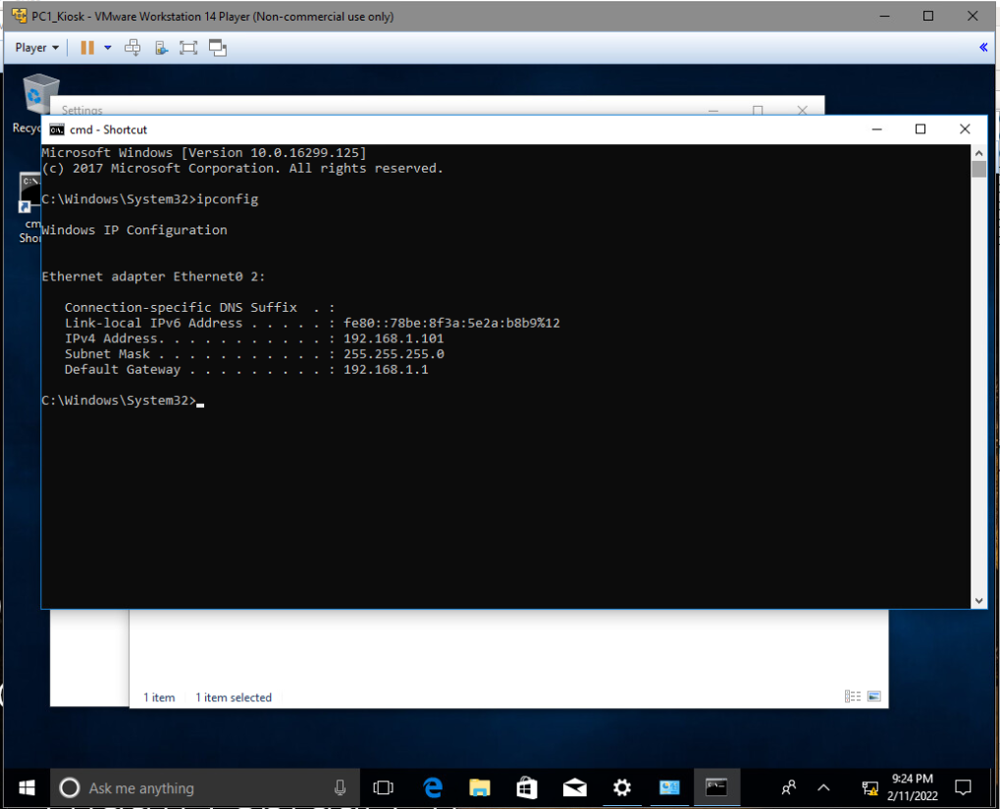 PC1_Kiosk - VMware Workstation 14 Player (Non-commercial use only)
Player
Settings
cmd - Shortcut
Microsoft Windows [Version 10.0.16299.125]
(c) 2017 Microsoft Corporation. All rights reserved.
C:\Windows\System32>ipconfig
Windows IP Configuration
Ethernet adapter Ethernet0 2:
Connection-specific DNS Suffix  . :
Link-local IPv6 Address . . . . . : fe80::78be:8f3a:5e2a:b8b9%12
IPv4 Address. . . . . . . . . . . : 192.168.1.101
Subnet Mask . . . . . . . . . . . : 255.255.255.0
Default Gateway . . . . . . . . . : 192.168.1.1
C:\Windows\System32>
1 item 1 item selected
Ask me anything
9:24 PM
2/11/2022